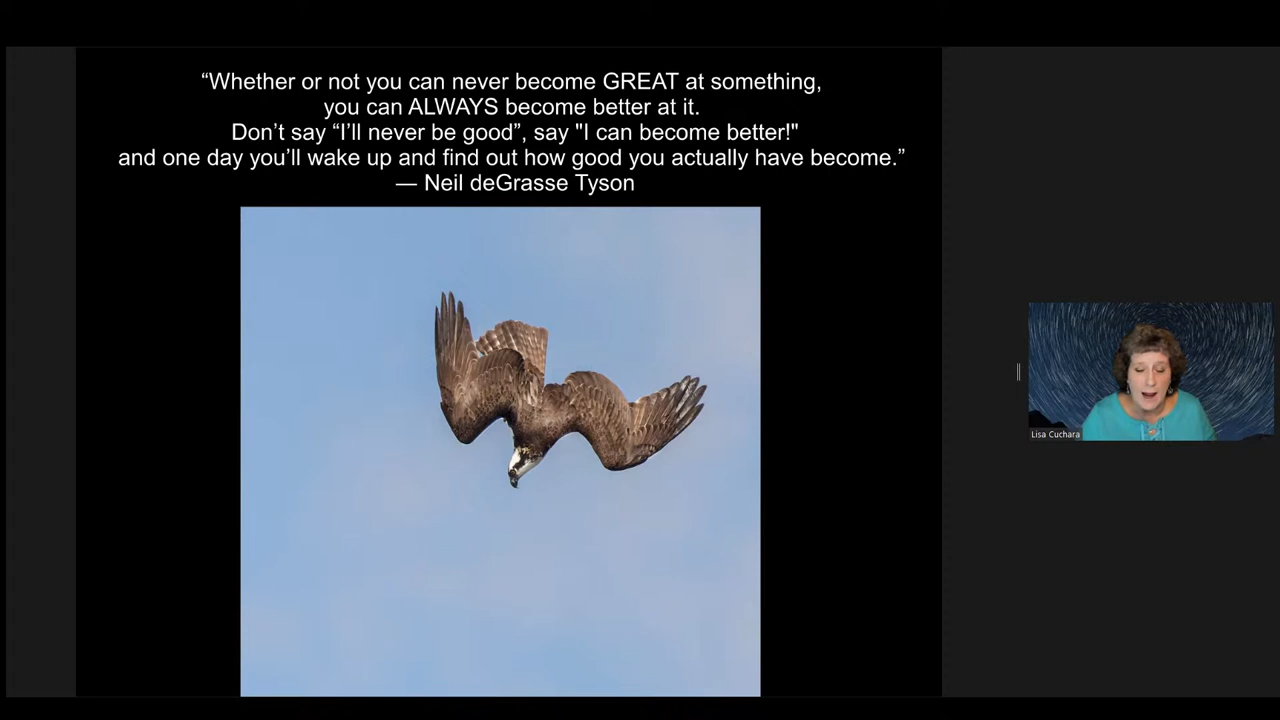 “Whether or not you can never become GREAT at something,
you can ALWAYS become better at it.
Don’t say “I’ll never be good”, say "I can become better!"
and one day you’ll wake up and find out how good you actually have become.”
— Neil deGrasse Tyson
Lisa Cuchara